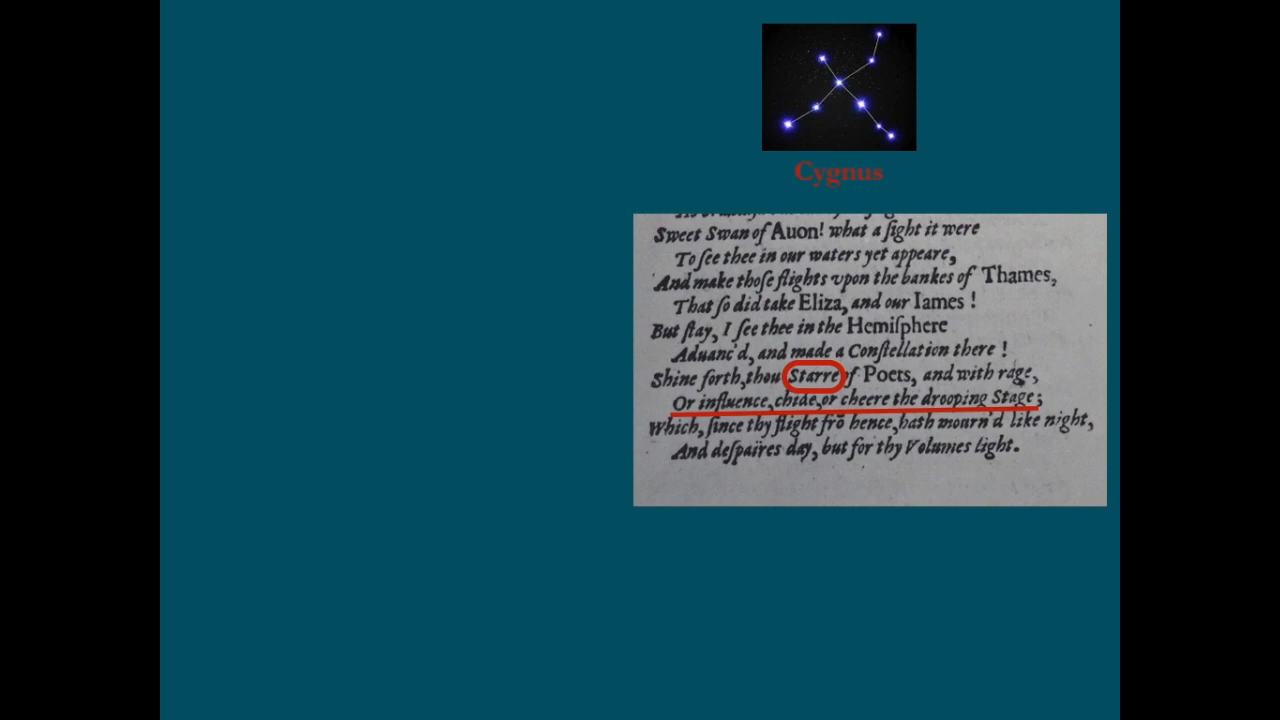 Cygnus
Sweet Swan of Auon! what a ſight it were
To ſee thee in our waters yet appeare,
And make thoſe flights vpon the bankes of Thames,
That ſo did take Eliza, and our Iames !
But ſtay, I ſee thee in the Hemiſphere
Aduanc'd, and made a Conſtellation there !
Shine forth, thou Starre of Poets, and with rage,
Or influence, chide, or cheere the drooping Stage;
Which, ſince thy flight frō hence, hath mourn'd like night,
And deſpaires day, but for thy Volumes light.